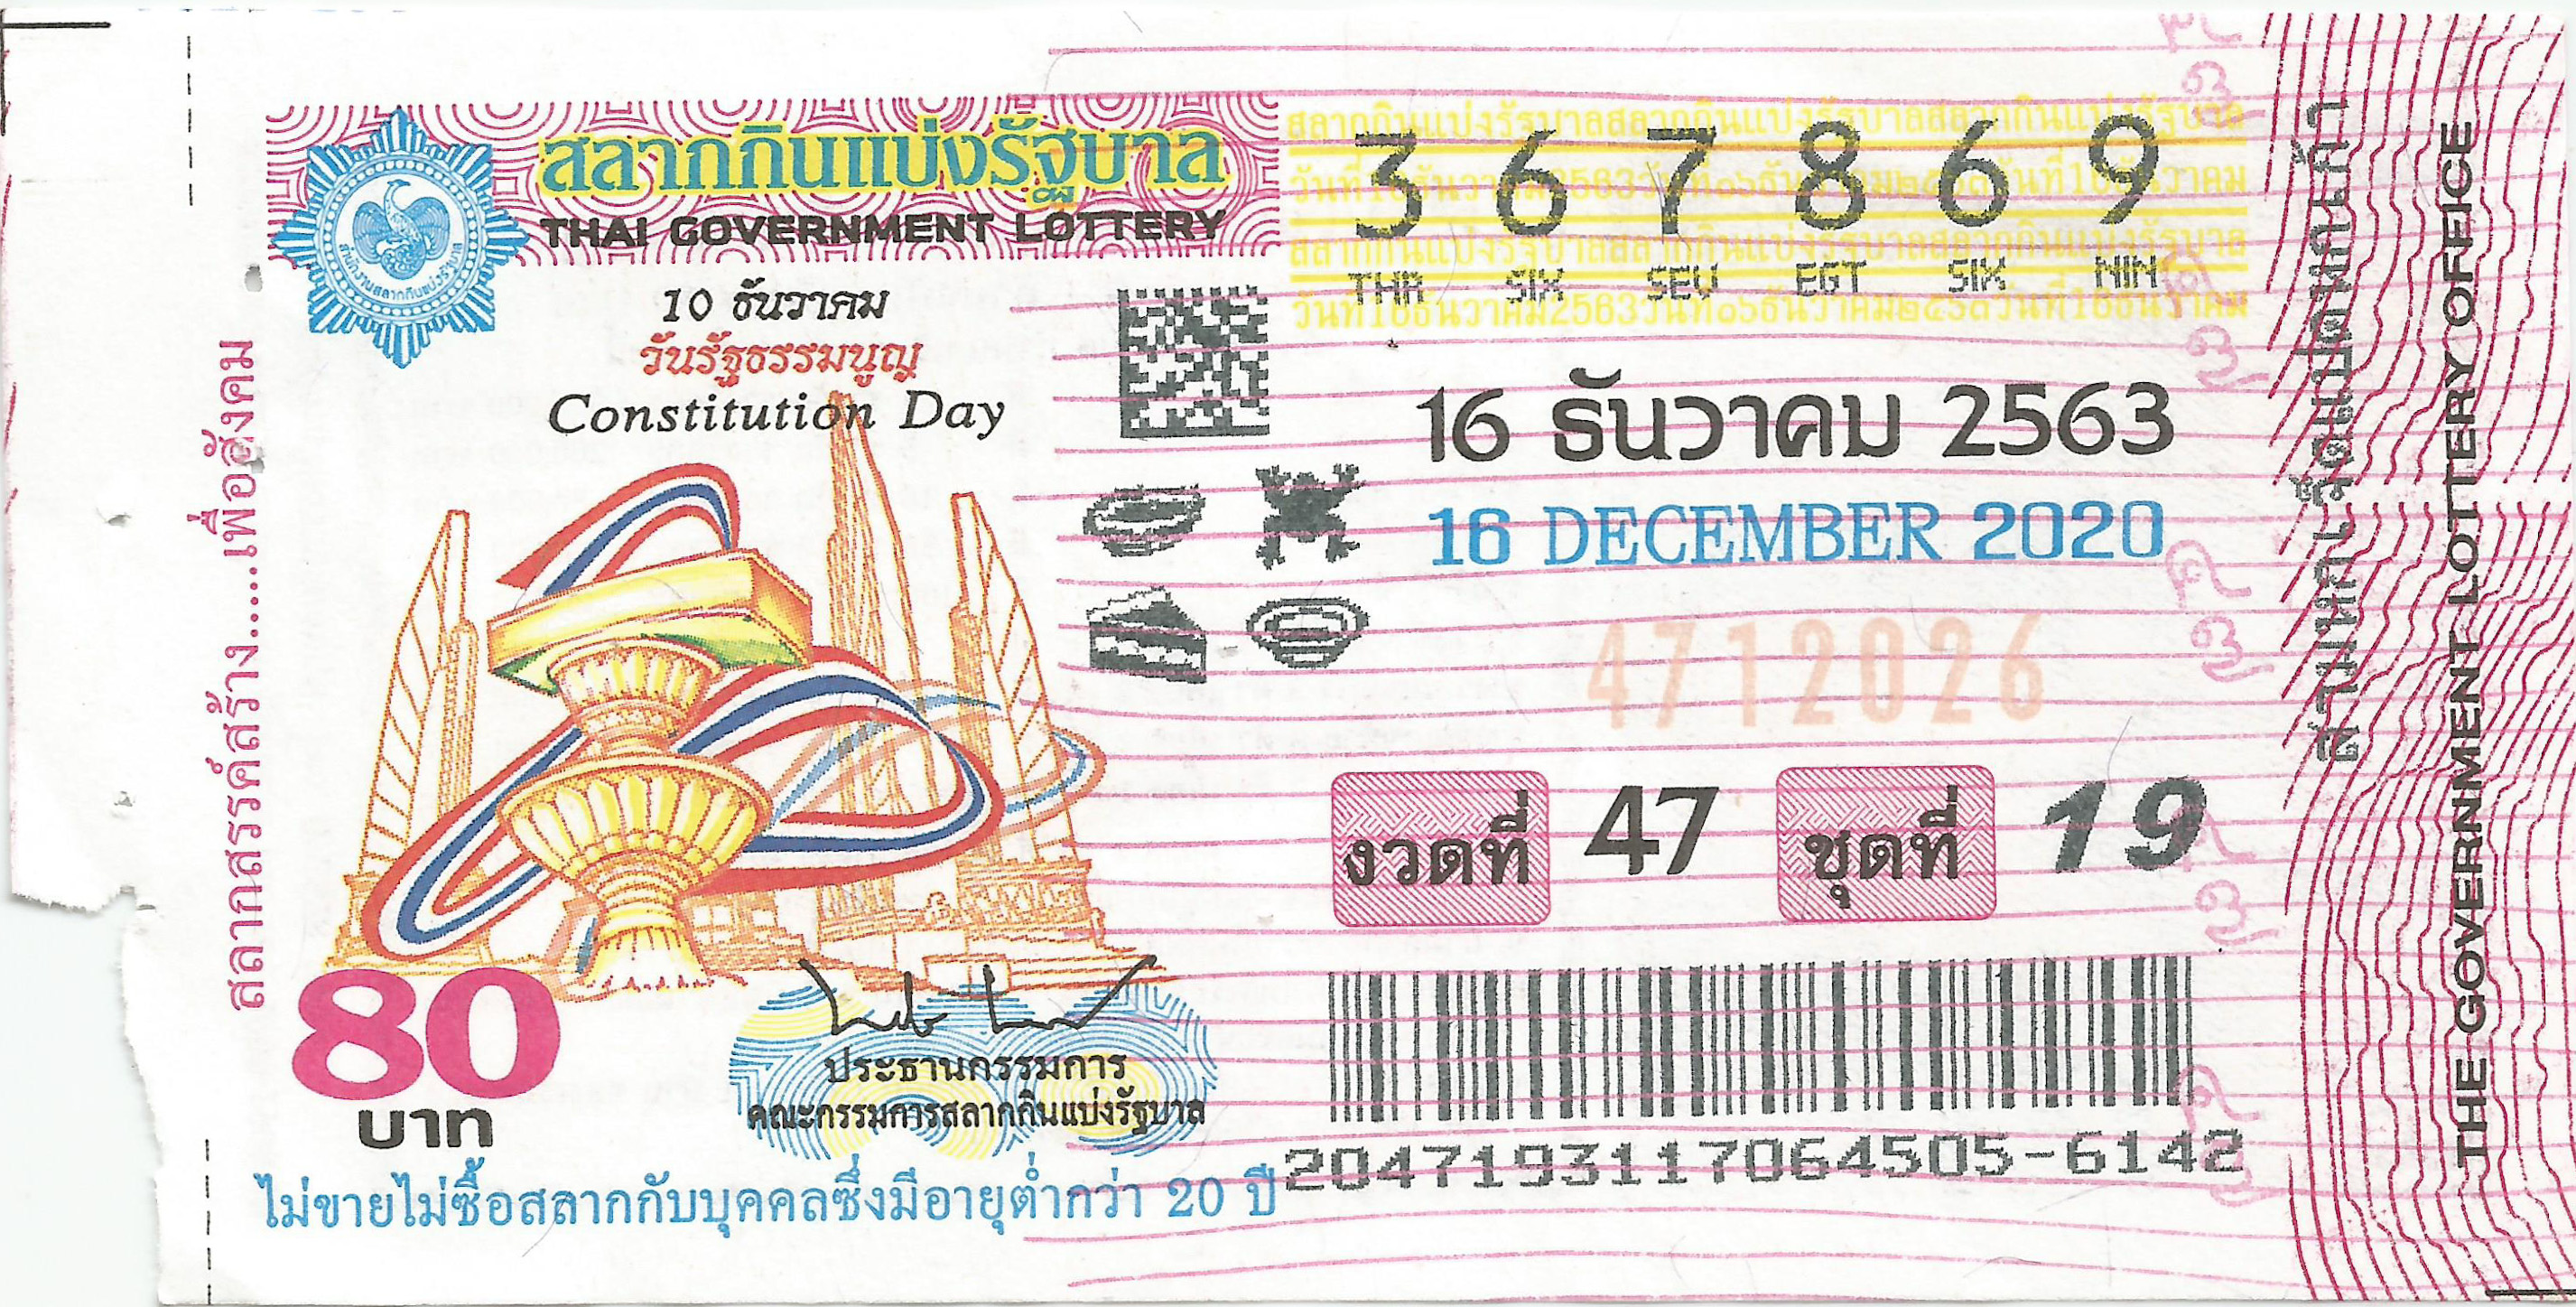 สลากกินแบ่งรัฐบาล
THAI GOVERNMENT LOTTERY
สำนักงานสลากกินแบ่งรัฐบาล
10 ธันวาคม
วันรัฐธรรมนูญ
Constitution Day
สลากสรรค์สร้าง.....เพื่อสังคม
80
บาท
ประธานกรรมการ
คณะกรรมการสลากกินแบ่งรัฐบาล
ไม่ขายไม่ซื้อสลากกับบุคคลซึ่งมีอายุต่ำกว่า 20 ปี
สลากกินแบ่งรัฐบาลสลากกินแบ่งรัฐบาลสลากกินแบ่งรัฐบาล
วันที่16ธันวาคม2563วันที่๑๖ธันวาคม๒๕๖๓วันที่16ธันวาคม
สลากกินแบ่งรัฐบาลสลากกินแบ่งรัฐบาลสลากกินแบ่งรัฐบาล
วันที่16ธันวาคม2563วันที่๑๖ธันวาคม๒๕๖๓วันที่16ธันวาคม
3 6 7 8 6 9
THR SIX SEV EGT SIX NIN
16 ธันวาคม 2563
16 DECEMBER 2020
4712026
งวดที่ 47 ชุดที่ 19
2047193117064505-6142
สามหกเจ็ดแปดหกเก้า
THE GOVERNMENT LOTTERY OFFICE